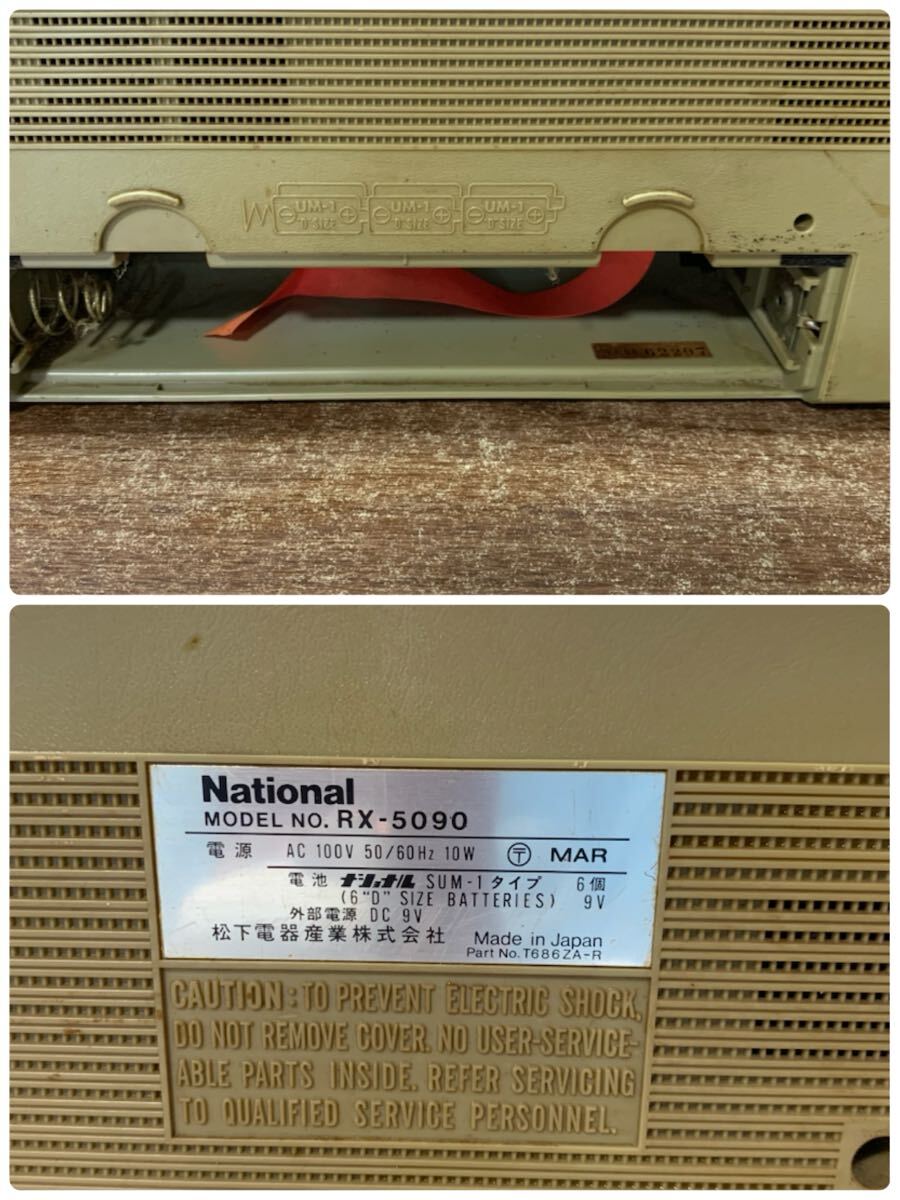 UM-1 UM-1 UM-1
"D" SIZE "D" SIZE "D" SIZE
62207
National
MODEL NO. RX-5090
電源 AC 100V 50/60Hz 10W 〶 MAR
電池 ナショナル SUM-1タイプ 6個
(6 "D" SIZE BATTERIES) 9V
外部電源 DC 9V
松下電器産業株式会社 Made in Japan
Part No. T686ZA-R
CAUTION: TO PREVENT ELECTRIC SHOCK,
DO NOT REMOVE COVER. NO USER-SERVICE-
ABLE PARTS INSIDE. REFER SERVICING
TO QUALIFIED SERVICE PERSONNEL.